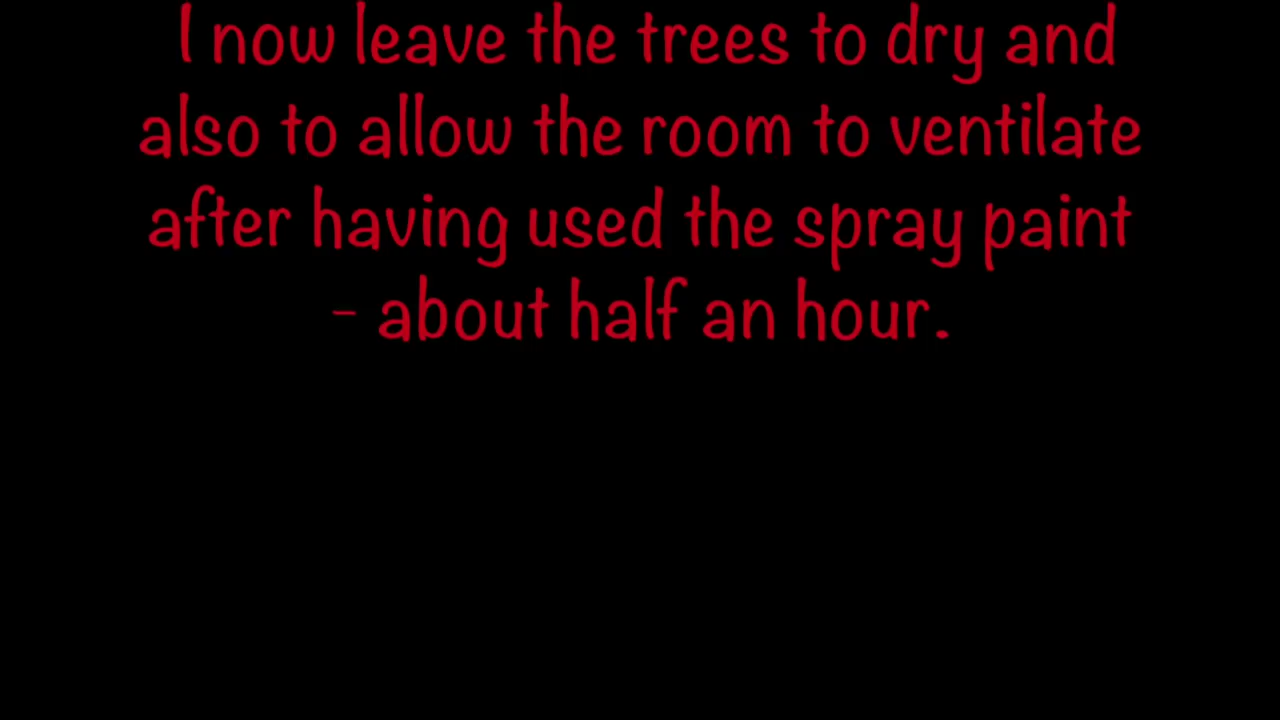 I now leave the trees to dry and
also to allow the room to ventilate
after having used the spray paint
- about half an hour.